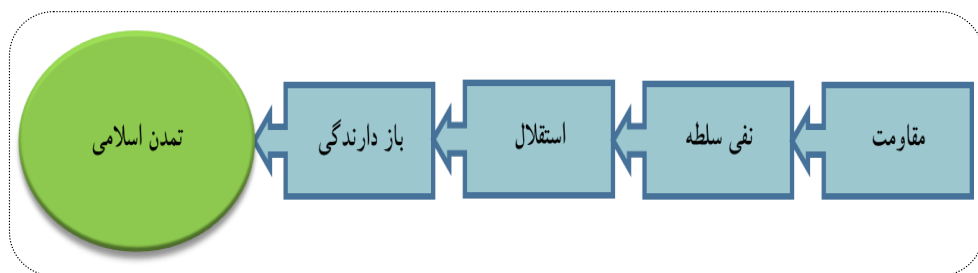 مقاومت
نفی سلطه
استقلال
باز دارندگی
تمدن اسلامی